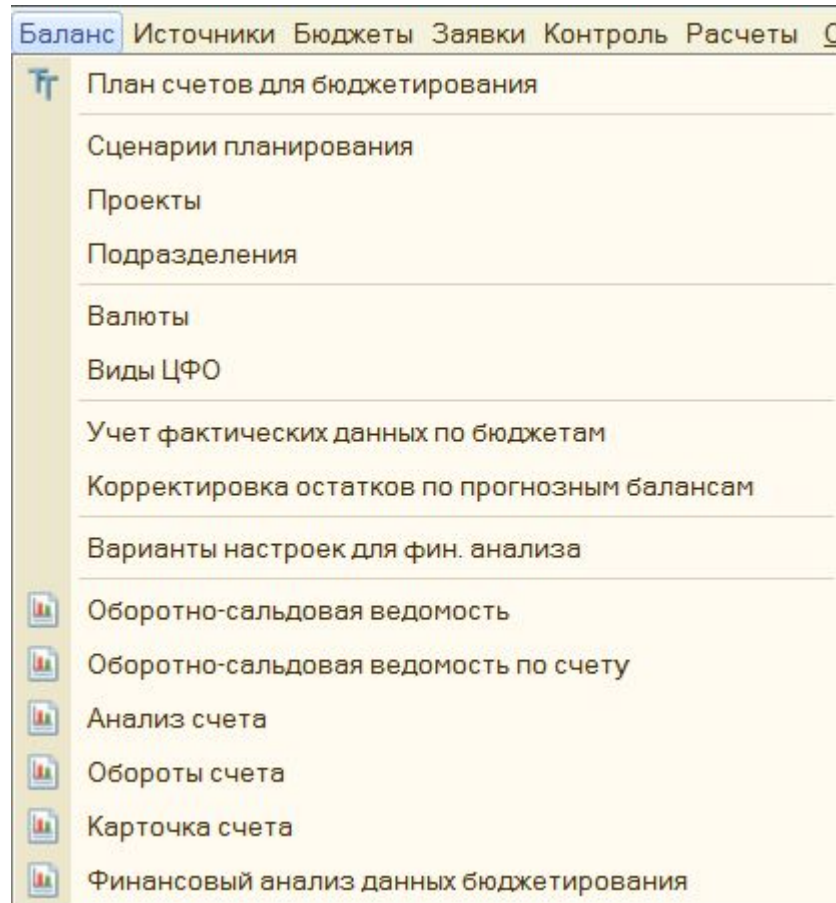 Баланс Источники Бюджеты Заявки Контроль Расчеты
План счетов для бюджетирования
Сценарии планирования
Проекты
Подразделения
Валюты
Виды ЦФО
Учет фактических данных по бюджетам
Корректировка остатков по прогнозным балансам
Варианты настроек для фин. анализа
Оборотно-сальдовая ведомость
Оборотно-сальдовая ведомость по счету
Анализ счета
Обороты счета
Карточка счета
Финансовый анализ данных бюджетирования